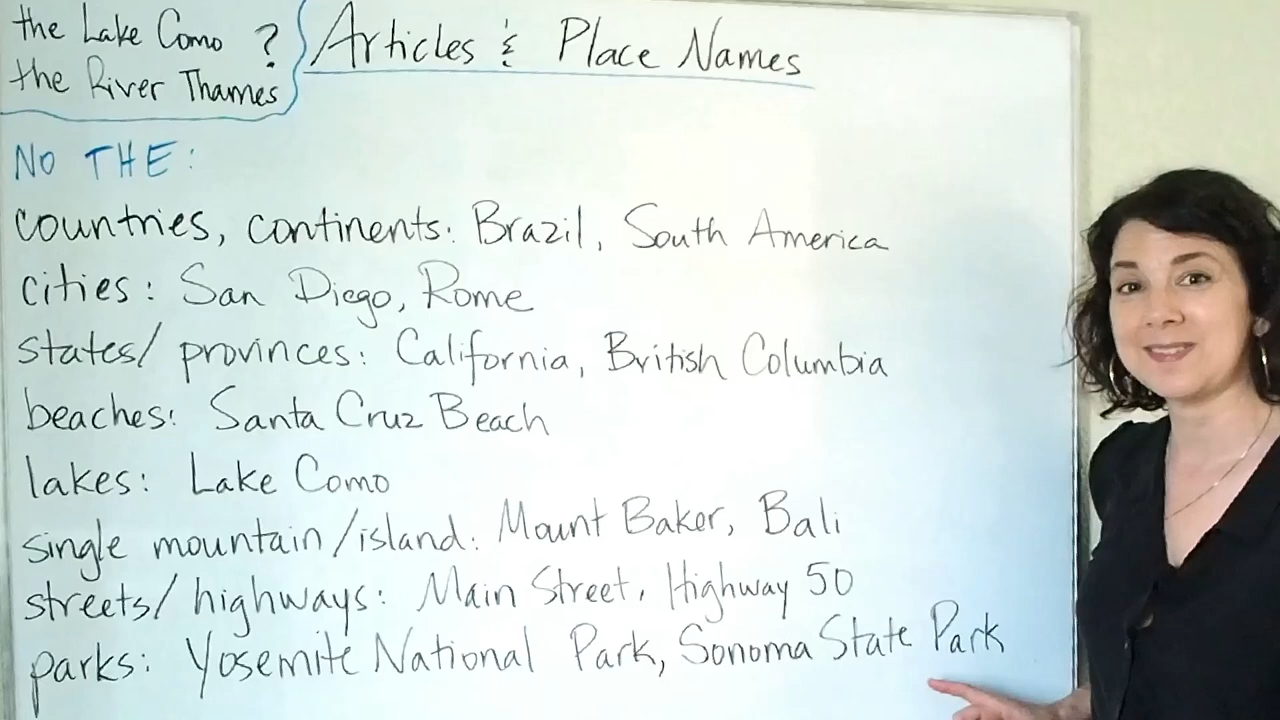 the Lake Como ?
the River Thames
Articles & Place Names
NO THE:
countries, continents: Brazil, South America
cities: San Diego, Rome
states/ provinces: California, British Columbia
beaches: Santa Cruz Beach
lakes: Lake Como
single mountain/island: Mount Baker, Bali
streets/ highways: Main Street, Highway 50
parks: Yosemite National Park, Sonoma State Park